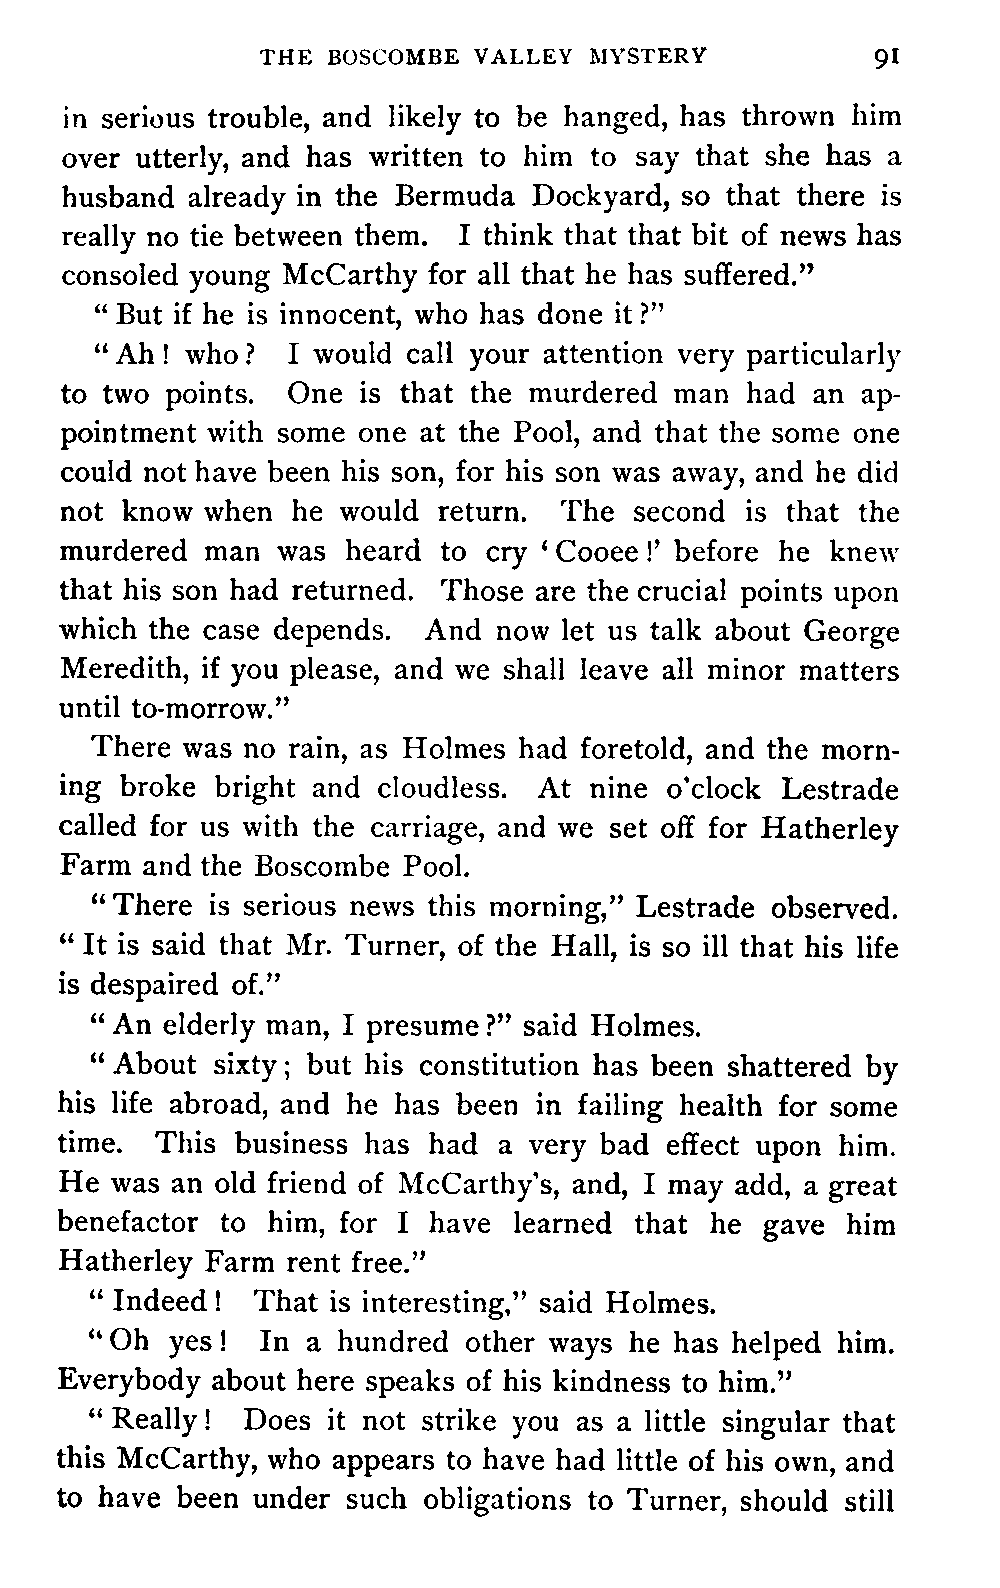 THE BOSCOMBE VALLEY MYSTERY 91
in serious trouble, and likely to be hanged, has thrown him
over utterly, and has written to him to say that she has a
husband already in the Bermuda Dockyard, so that there is
really no tie between them. I think that that bit of news has
consoled young McCarthy for all that he has suffered.”
“ But if he is innocent, who has done it ?”
“ Ah ! who ? I would call your attention very particularly
to two points. One is that the murdered man had an ap-
pointment with some one at the Pool, and that the some one
could not have been his son, for his son was away, and he did
not know when he would return. The second is that the
murdered man was heard to cry ‘ Cooee !’ before he knew
that his son had returned. Those are the crucial points upon
which the case depends. And now let us talk about George
Meredith, if you please, and we shall leave all minor matters
until to-morrow.”
There was no rain, as Holmes had foretold, and the morn-
ing broke bright and cloudless. At nine o’clock Lestrade
called for us with the carriage, and we set off for Hatherley
Farm and the Boscombe Pool.
“ There is serious news this morning,” Lestrade observed.
“ It is said that Mr. Turner, of the Hall, is so ill that his life
is despaired of.”
“ An elderly man, I presume ?” said Holmes.
“ About sixty ; but his constitution has been shattered by
his life abroad, and he has been in failing health for some
time. This business has had a very bad effect upon him.
He was an old friend of McCarthy’s, and, I may add, a great
benefactor to him, for I have learned that he gave him
Hatherley Farm rent free.”
“ Indeed ! That is interesting,” said Holmes.
“ Oh yes ! In a hundred other ways he has helped him.
Everybody about here speaks of his kindness to him.”
“ Really ! Does it not strike you as a little singular that
this McCarthy, who appears to have had little of his own, and
to have been under such obligations to Turner, should still